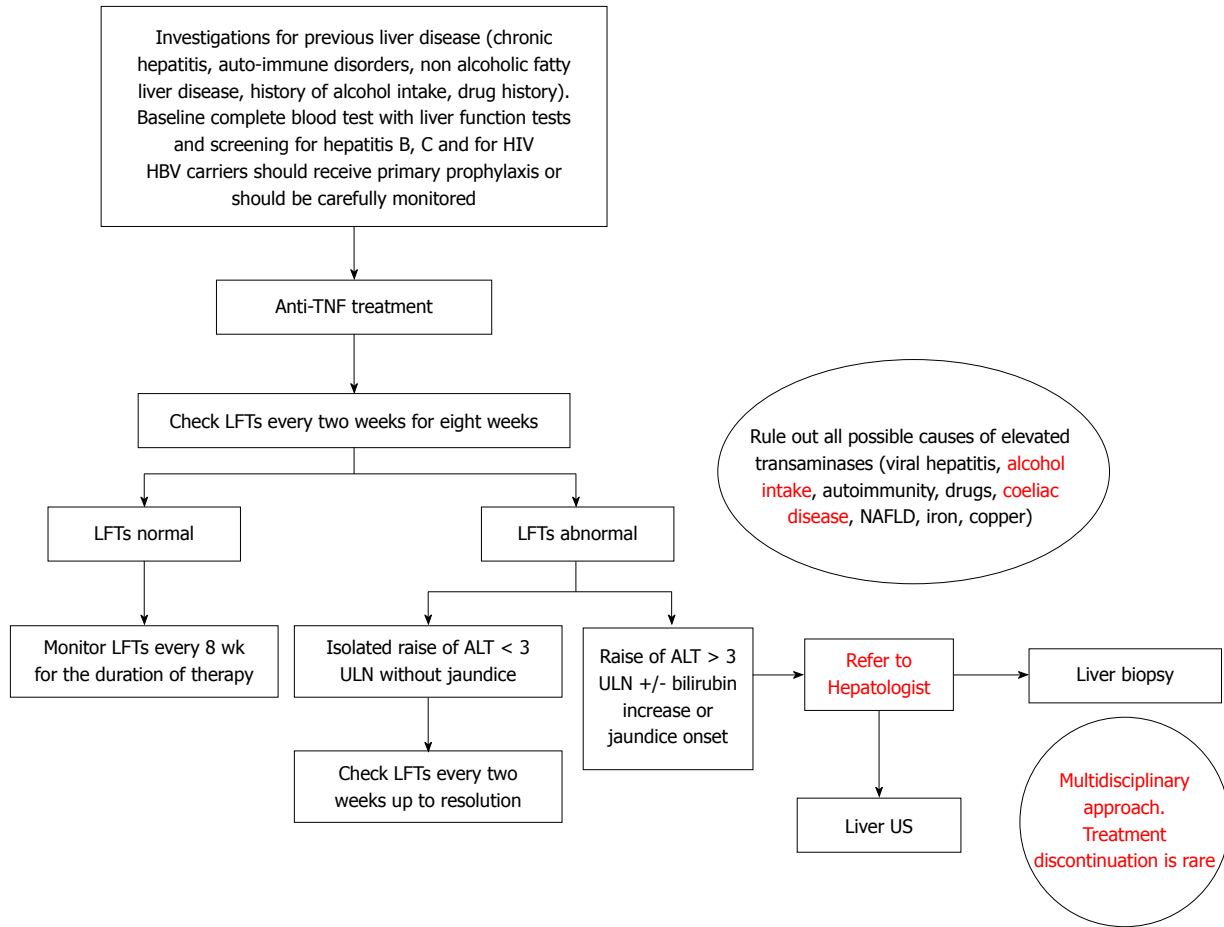 Investigations for previous liver disease (chronic
hepatitis, auto-immune disorders, non alcoholic fatty
liver disease, history of alcohol intake, drug history).
Baseline complete blood test with liver function tests
and screening for hepatitis B, C and for HIV
HBV carriers should receive primary prophylaxis or
should be carefully monitored
Anti-TNF treatment
Check LFTs every two weeks for eight weeks
Rule out all possible causes of elevated
transaminases (viral hepatitis, alcohol
intake, autoimmunity, drugs, coeliac
disease, NAFLD, iron, copper)
LFTs normal
LFTs abnormal
Monitor LFTs every 8 wk
for the duration of therapy
Isolated raise of ALT < 3
ULN without jaundice
Raise of ALT > 3
ULN +/- bilirubin
increase or
jaundice onset
Refer to
Hepatologist
Liver biopsy
Check LFTs every two
weeks up to resolution
Liver US
Multidisciplinary
approach.
Treatment
discontinuation is rare